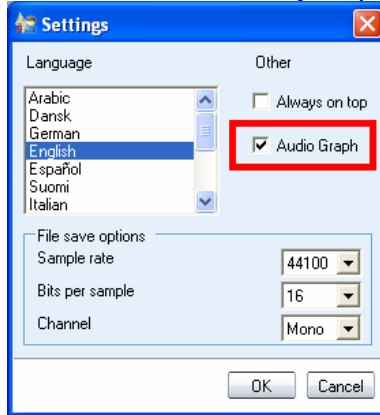 Settings
Language
Other
Arabic
Dansk
German
English
Español
Suomi
Italian
Always on top
Audio Graph
File save options
Sample rate
44100
Bits per sample
16
Channel
Mono
OK
Cancel